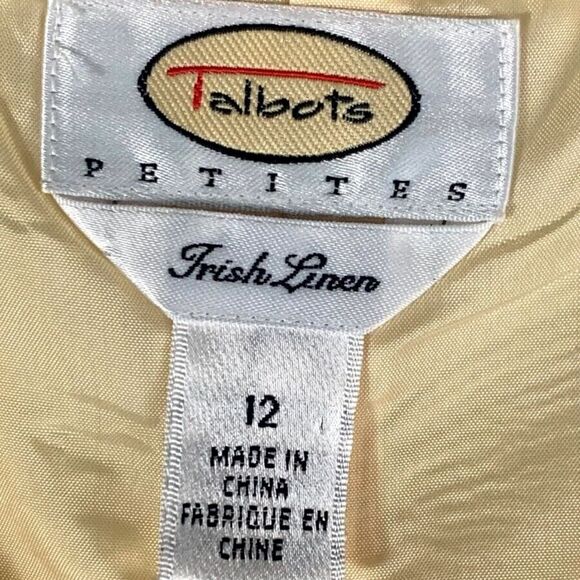 Talbots
PETITES
Irish Linen
12
MADE IN
CHINA
FABRIQUE EN
CHINE